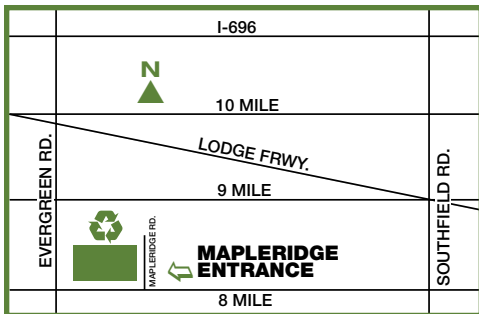 I-696
N
10 MILE
LODGE FRWY.
EVERGREEN RD.
SOUTHFIELD RD.
9 MILE
MAPLERIDGE RD.
MAPLERIDGE
ENTRANCE
8 MILE